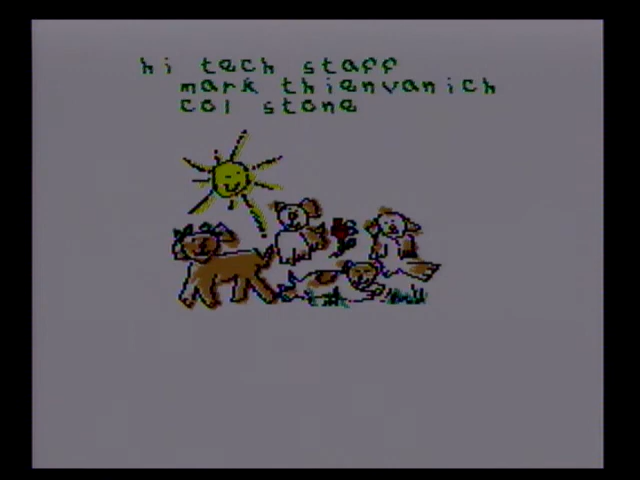 hi tech staff
mark thienvanich
col stone